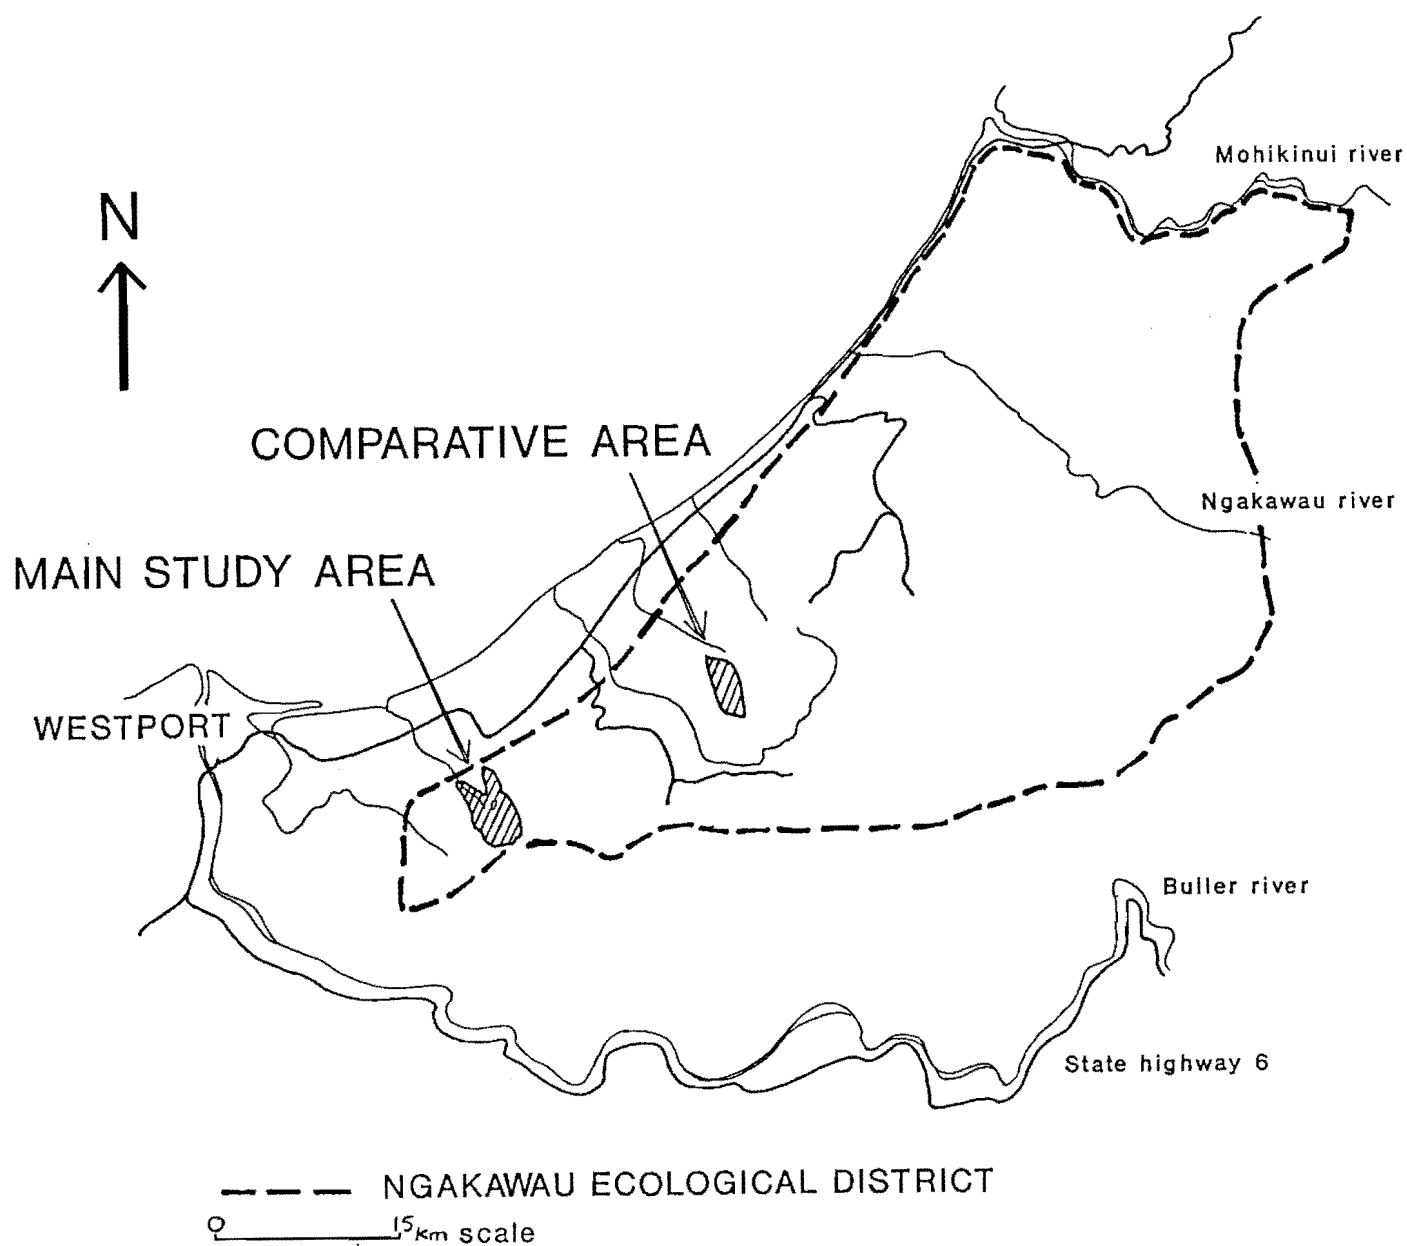 Mohikinui river
N
COMPARATIVE AREA
Ngakawau river
MAIN STUDY AREA
WESTPORT
Buller river
State highway 6
NGAKAWAU ECOLOGICAL DISTRICT
0 15km scale